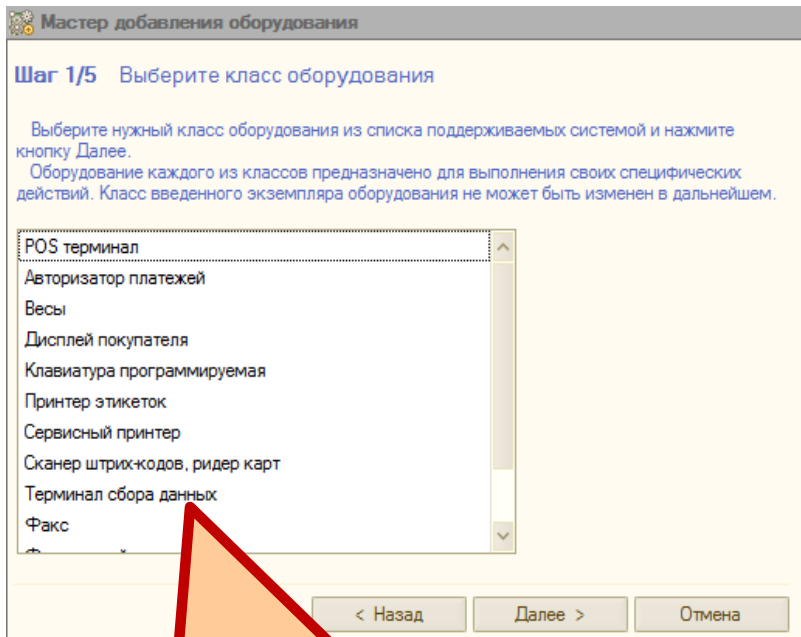 Мастер добавления оборудования
Шаг 1/5 Выберите класс оборудования
Выберите нужный класс оборудования из списка поддерживаемых системой и нажмите
кнопку Далее.
Оборудование каждого из классов предназначено для выполнения своих специфических
действий. Класс введенного экземпляра оборудования не может быть изменен в дальнейшем.
POS терминал
Авторизатор платежей
Весы
Дисплей покупателя
Клавиатура программируемая
Принтер этикеток
Сервисный принтер
Сканер штрих-кодов, ридер карт
Терминал сбора данных
Факс
< Назад Далее > Отмена